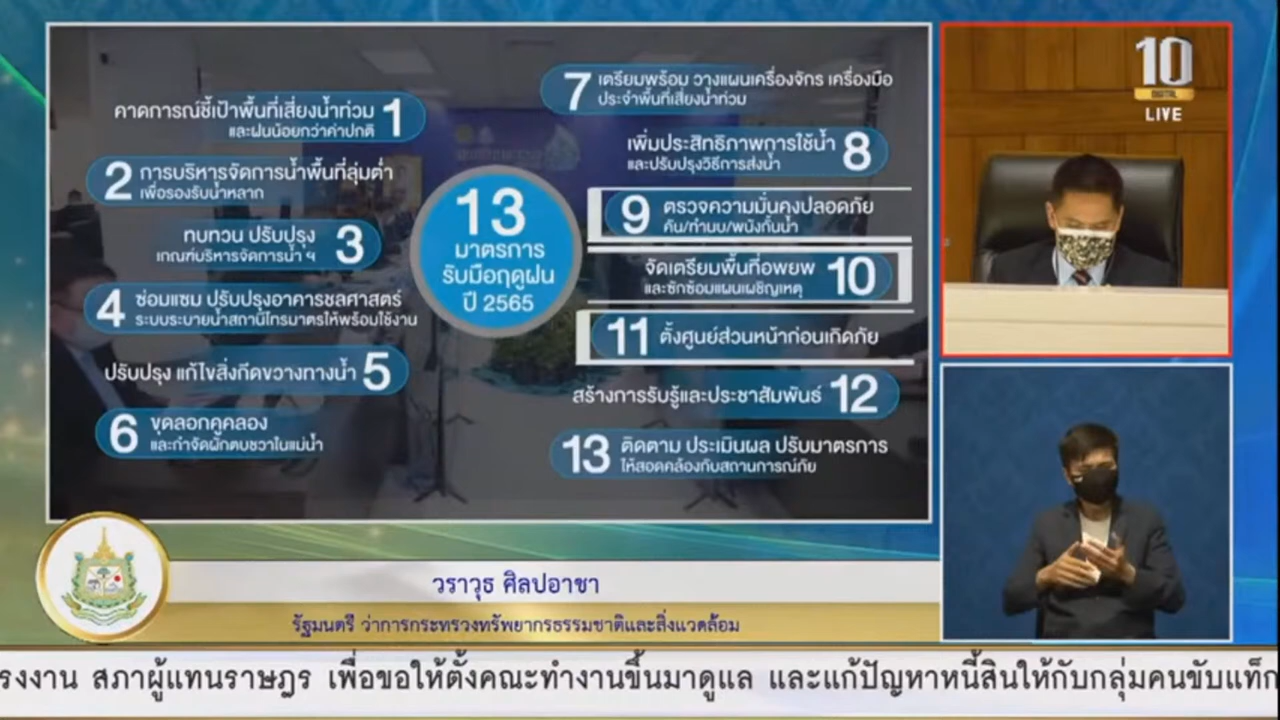 10
DIGITAL
LIVE
13
มาตรการ
รับมือฤดูฝน
ปี 2565
คาดการณ์ชี้เป้าพื้นที่เสี่ยงน้ำท่วม 1
และฝนน้อยกว่าค่าปกติ
2 การบริหารจัดการน้ำพื้นที่ลุ่มต่ำ
เพื่อรองรับน้ำหลาก
ทบทวน ปรับปรุง 3
เกณฑ์บริหารจัดการน้ำ ฯ
4 ซ่อมแซม ปรับปรุงอาคารชลศาสตร์
ระบบระบายน้ำสถานีโทรมาตรให้พร้อมใช้งาน
ปรับปรุง แก้ไขสิ่งกีดขวางทางน้ำ 5
6 ขุดลอกคูคลอง
และกำจัดผักตบชวาในแม่น้ำ
7 เตรียมพร้อม วางแผนเครื่องจักร เครื่องมือ
ประจำพื้นที่เสี่ยงน้ำท่วม
เพิ่มประสิทธิภาพการใช้น้ำ 8
และปรับปรุงวิธีการส่งน้ำ
9 ตรวจความมั่นคงปลอดภัย
คัน/ทำนบ/พนังกั้นน้ำ
จัดเตรียมพื้นที่อพยพ 10
และซักซ้อมแผนเผชิญเหตุ
11 ตั้งศูนย์ส่วนหน้าก่อนเกิดภัย
สร้างการรับรู้และประชาสัมพันธ์ 12
13 ติดตาม ประเมินผล ปรับมาตรการ
ให้สอดคล้องกับสถานการณ์ภัย
วราวุธ ศิลปอาชา
รัฐมนตรี ว่าการกระทรวงทรัพยากรธรรมชาติและสิ่งแวดล้อม
รงงาน สภาผู้แทนราษฎร เพื่อขอให้ตั้งคณะทำงานขึ้นมาดูแล และแก้ปัญหาหนี้สินให้กับกลุ่มคนขับแท็ก